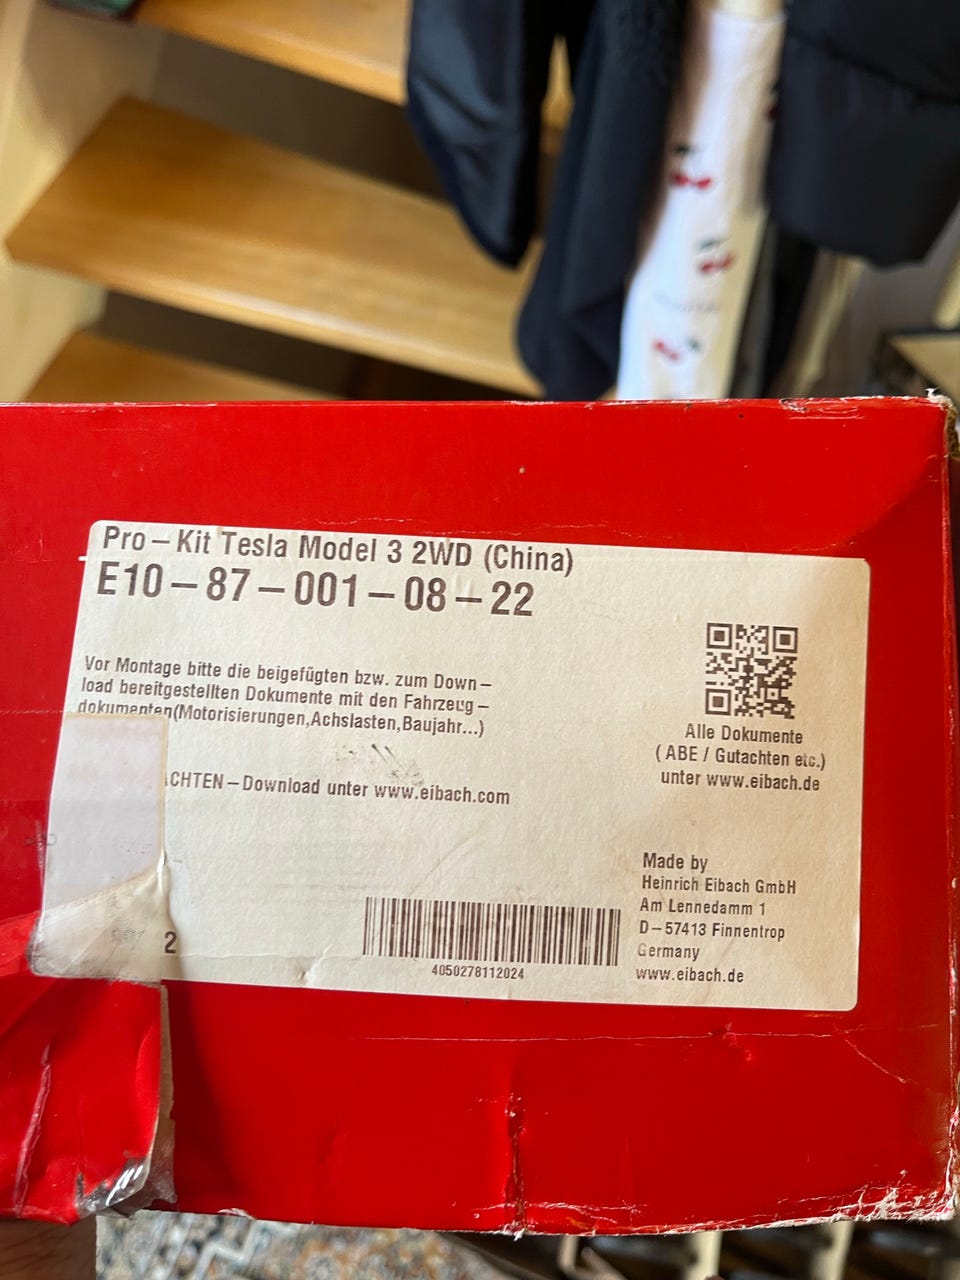 Pro – Kit Tesla Model 3 2WD (China)
E10 – 87 – 001 – 08 – 22
Vor Montage bitte die beigefügten bzw. zum Down –
load bereitgestellten Dokumente mit den Fahrzeug –
dokumenten(Motorisierungen,Achslasten,Baujahr...)
ACHTEN – Download unter www.eibach.com
Alle Dokumente
( ABE / Gutachten etc.)
unter www.eibach.de
Made by
Heinrich Eibach GmbH
Am Lennedamm 1
D – 57413 Finnentrop
Germany
www.eibach.de
2
4050278112024